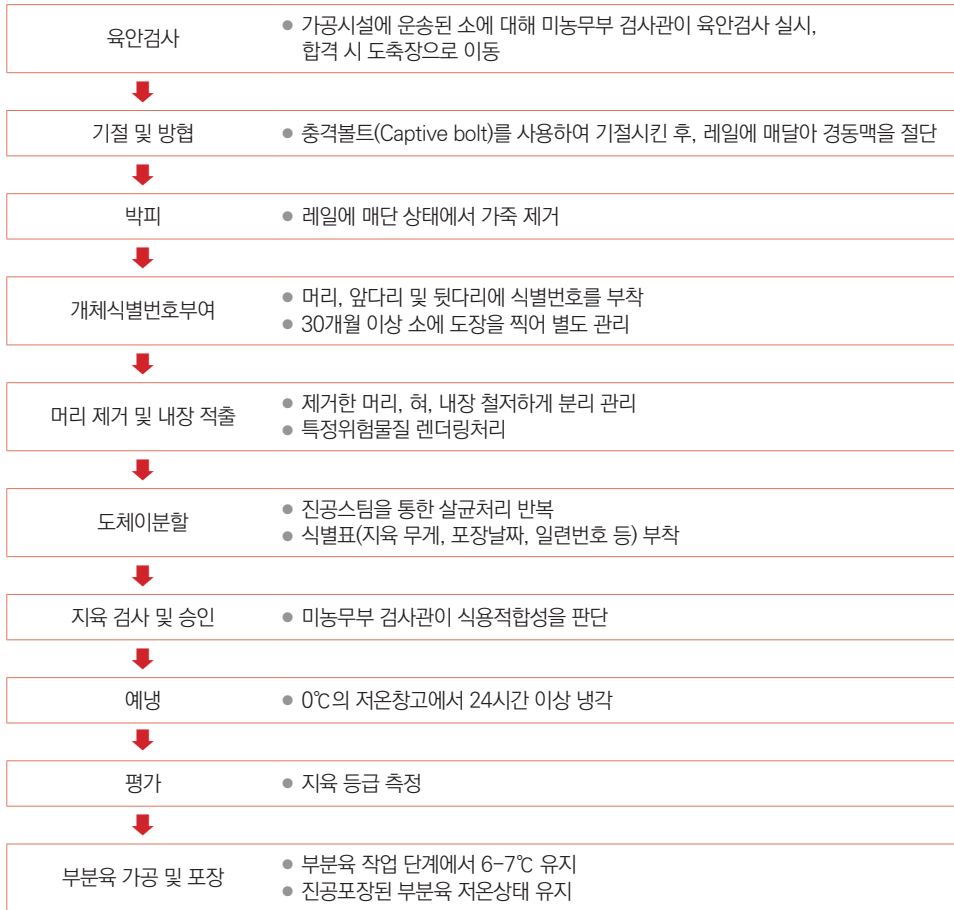 육안검사
● 가공시설에 운송된 소에 대해 미농무부 검사관이 육안검사 실시,
합격 시 도축장으로 이동
기절 및 방협
● 충격볼트(Captive bolt)를 사용하여 기절시킨 후, 레일에 매달아 경동맥을 절단
박피
● 레일에 매단 상태에서 가죽 제거
개체식별번호부여
● 머리, 앞다리 및 뒷다리에 식별번호를 부착
● 30개월 이상 소에 도장을 찍어 별도 관리
머리 제거 및 내장 적출
● 제거한 머리, 혀, 내장 철저하게 분리 관리
● 특정위험물질 렌더링처리
도체이분할
● 진공스팀을 통한 살균처리 반복
● 식별표(지육 무게, 포장날짜, 일련번호 등) 부착
지육 검사 및 승인
● 미농무부 검사관이 식용적합성을 판단
예냉
● 0℃의 저온창고에서 24시간 이상 냉각
평가
● 지육 등급 측정
부분육 가공 및 포장
● 부분육 작업 단계에서 6-7℃ 유지
● 진공포장된 부분육 저온상태 유지